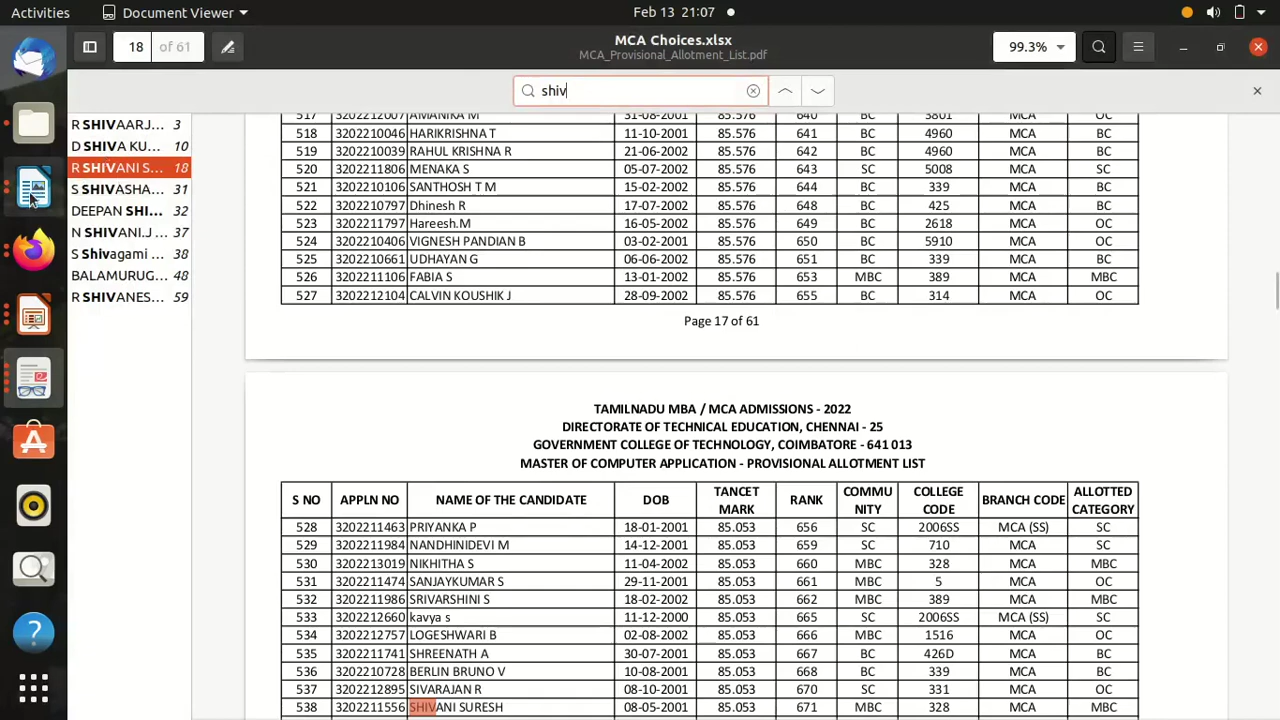 Activities Document Viewer Feb 13 21:07
18 of 61 MCA Choices.xlsx 99.3%
MCA_Provisional_Allotment_List.pdf
shiv
R SHIVAARJ... 3
D SHIVA KU... 10
R SHIVANI S... 18
S SHIVASHA... 31
DEEPAN SHI... 32
N SHIVANI.J ... 37
S Shivagami ... 38
BALAMURUG... 48
R SHIVANES... 59
517 3202212007 AMANIKA M 31-08-2001 85.576 640 BC 3801 MCA OC
518 3202210046 HARIKRISHNA T 11-10-2001 85.576 641 BC 4960 MCA BC
519 3202210039 RAHUL KRISHNA R 21-06-2002 85.576 642 BC 4960 MCA BC
520 3202211806 MENAKA S 05-07-2002 85.576 643 SC 5008 MCA SC
521 3202210106 SANTHOSH T M 15-02-2002 85.576 644 BC 339 MCA BC
522 3202210797 Dhinesh R 17-07-2002 85.576 648 BC 425 MCA BC
523 3202211797 Hareesh.M 16-05-2002 85.576 649 BC 2618 MCA OC
524 3202210406 VIGNESH PANDIAN B 03-02-2001 85.576 650 BC 5910 MCA OC
525 3202210661 UDHAYAN G 06-06-2002 85.576 651 BC 339 MCA BC
526 3202211106 FABIA S 13-01-2002 85.576 653 MBC 389 MCA MBC
527 3202212104 CALVIN KOUSHIK J 28-09-2002 85.576 655 BC 314 MCA OC
Page 17 of 61
TAMILNADU MBA / MCA ADMISSIONS - 2022
DIRECTORATE OF TECHNICAL EDUCATION, CHENNAI - 25
GOVERNMENT COLLEGE OF TECHNOLOGY, COIMBATORE - 641 013
MASTER OF COMPUTER APPLICATION - PROVISIONAL ALLOTMENT LIST
S NO APPLN NO NAME OF THE CANDIDATE DOB TANCET MARK RANK COMMU NITY COLLEGE CODE BRANCH CODE ALLOTTED CATEGORY
528 3202211463 PRIYANKA P 18-01-2001 85.053 656 SC 2006SS MCA (SS) SC
529 3202211984 NANDHINIDEVI M 14-12-2001 85.053 659 SC 710 MCA SC
530 3202213019 NIKHITHA S 11-04-2002 85.053 660 MBC 328 MCA MBC
531 3202211474 SANJAYKUMAR S 29-11-2001 85.053 661 MBC 5 MCA OC
532 3202211986 SRIVARSHINI S 18-02-2002 85.053 662 MBC 389 MCA MBC
533 3202212660 kavya s 11-12-2000 85.053 665 SC 2006SS MCA (SS) SC
534 3202212757 LOGESHWARI B 02-08-2002 85.053 666 MBC 1516 MCA OC
535 3202211741 SHREENATH A 30-07-2001 85.053 667 BC 426D MCA BC
536 3202210728 BERLIN BRUNO V 10-08-2001 85.053 668 BC 339 MCA BC
537 3202212895 SIVARAJAN R 08-10-2001 85.053 670 SC 331 MCA OC
538 3202211556 SHIVANI SURESH 08-05-2001 85.053 671 MBC 328 MCA MBC